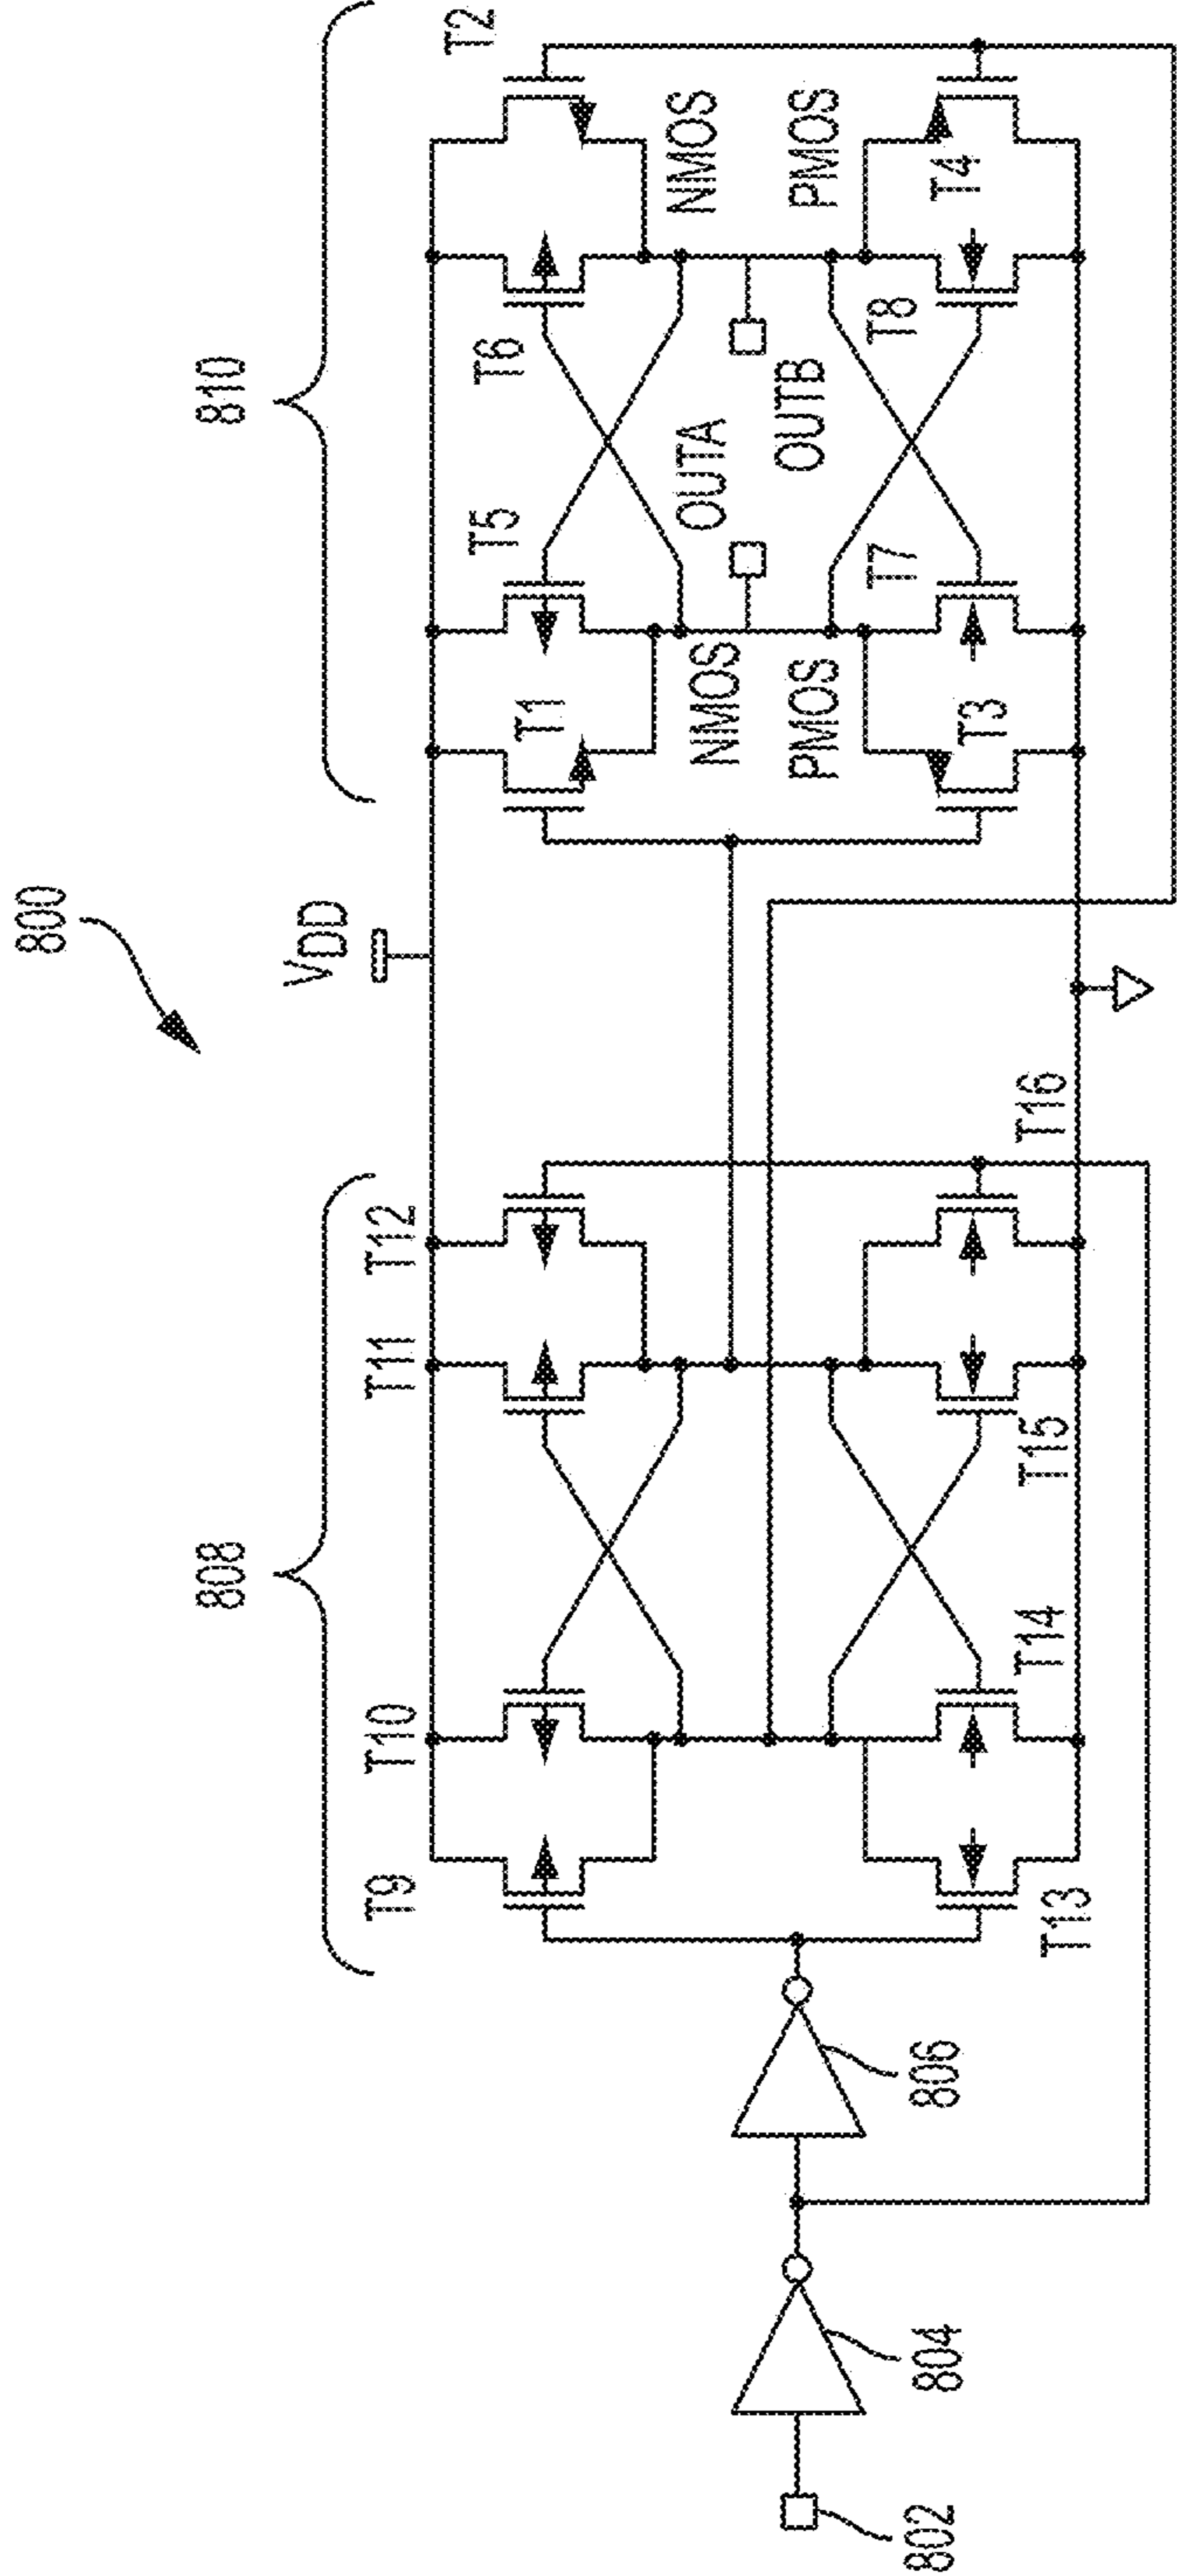 800
808
810
VDD
T9
T10
T11
T12
T5
T6
T2
T1
NMOS
OUTA
NMOS
PMOS
OUTB
PMOS
T3
T7
T8
T4
T13
T14
T15
T16
802
804
806